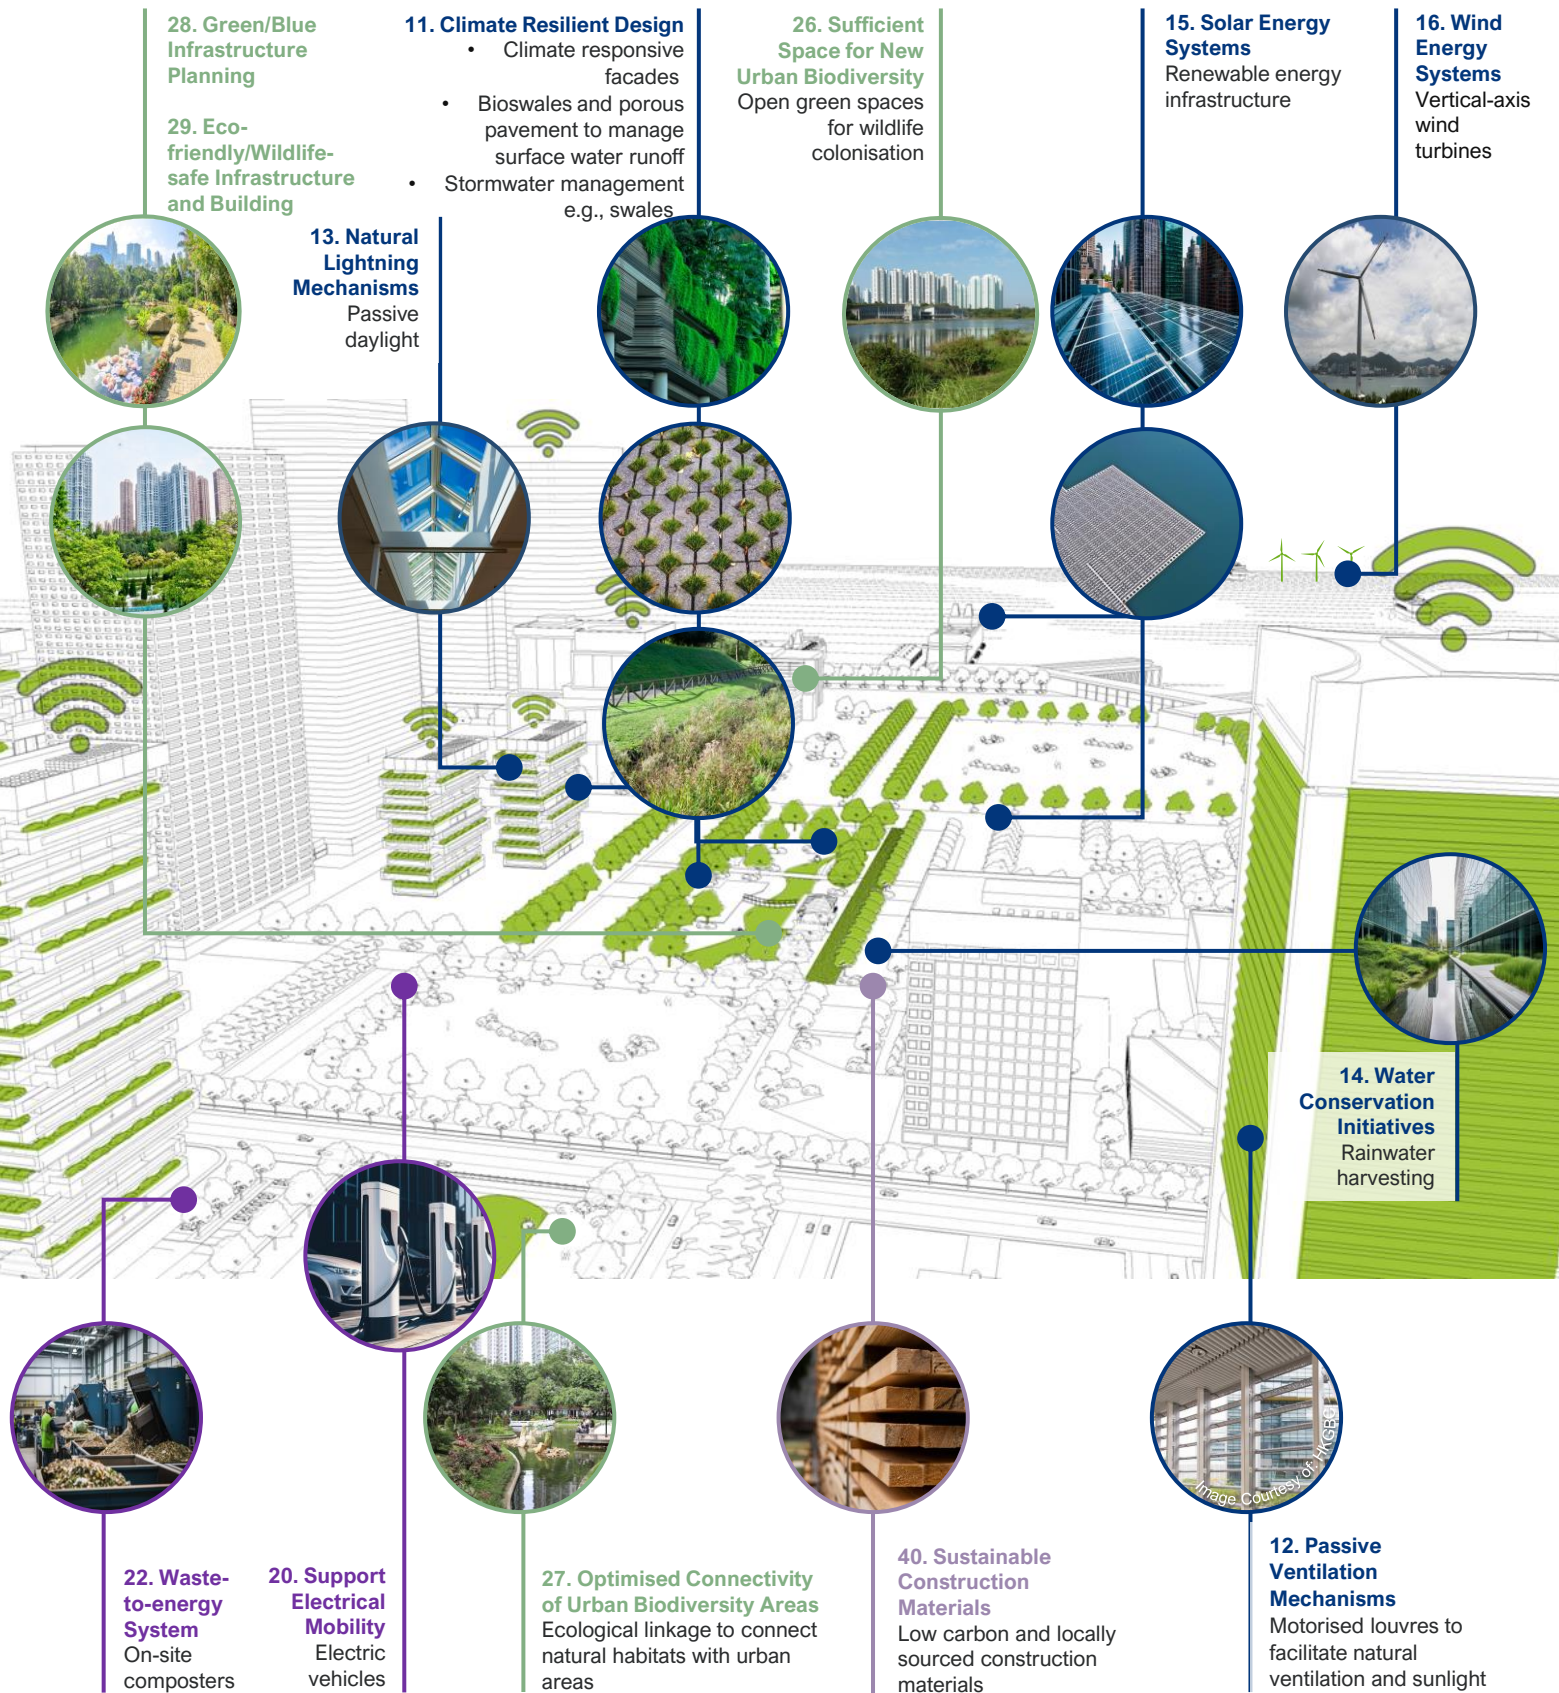 28. Green/Blue
Infrastructure
Planning
29. Eco-
friendly/Wildlife-
safe Infrastructure
and Building
11. Climate Resilient Design
• Climate responsive
facades
• Bioswales and porous
pavement to manage
surface water runoff
• Stormwater management
e.g., swales
26. Sufficient
Space for New
Urban Biodiversity
Open green spaces
for wildlife
colonisation
15. Solar Energy
Systems
Renewable energy
infrastructure
16. Wind
Energy
Systems
Vertical-axis
wind
turbines
13. Natural
Lightning
Mechanisms
Passive
daylight
14. Water
Conservation
Initiatives
Rainwater
harvesting
Image Courtesy of: HKGBC
22. Waste-
to-energy
System
On-site
composters
20. Support
Electrical
Mobility
Electric
vehicles
27. Optimised Connectivity
of Urban Biodiversity Areas
Ecological linkage to connect
natural habitats with urban
areas
40. Sustainable
Construction
Materials
Low carbon and locally
sourced construction
materials
12. Passive
Ventilation
Mechanisms
Motorised louvres to
facilitate natural
ventilation and sunlight